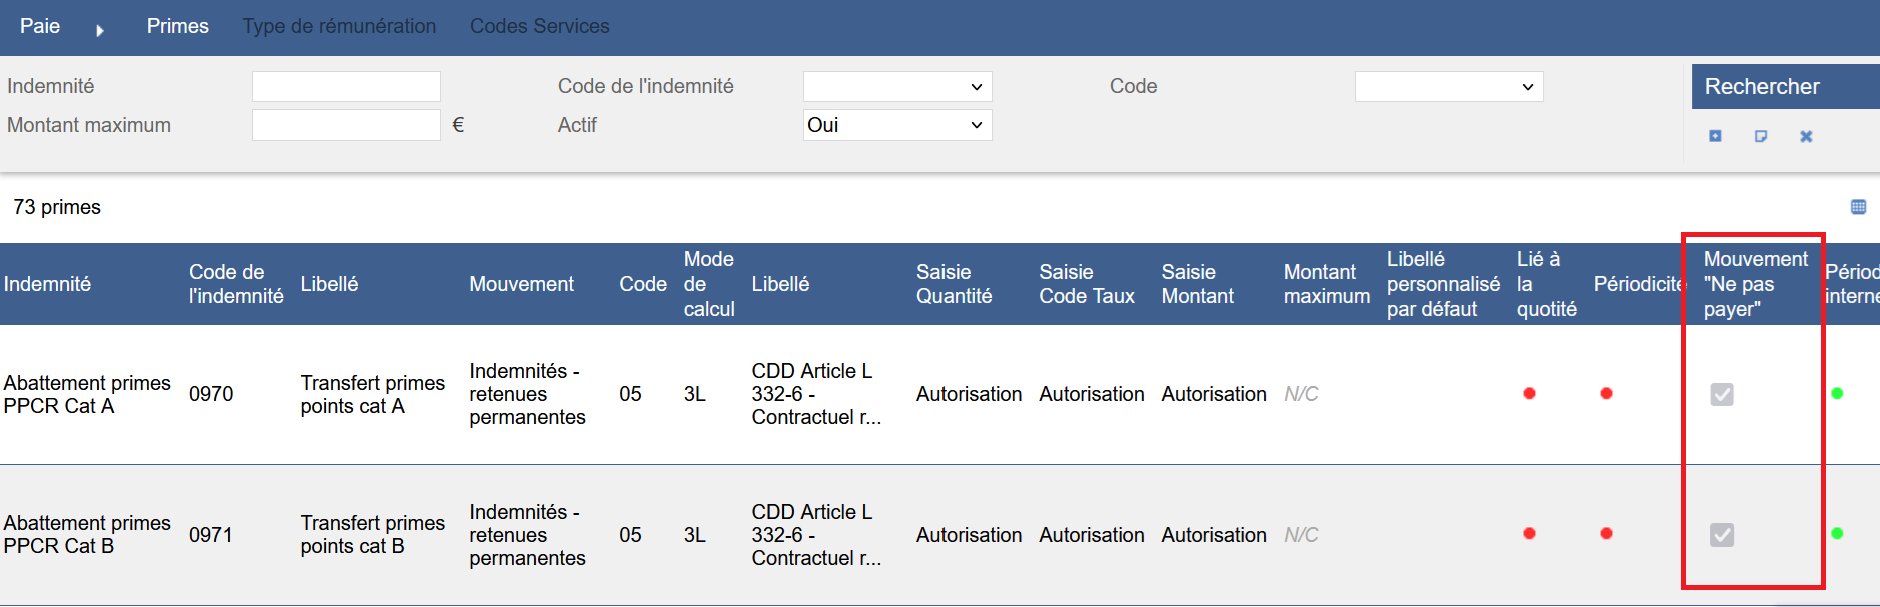 Paie Primes Type de rémunération Codes Services
Indemnité Code de l'indemnité Code Rechercher
Montant maximum € Actif Oui
73 primes
Indemnité
Code de
l'indemnité
Libellé
Mouvement
Code
Mode
de
calcul
Libellé
Saisie
Quantité
Saisie
Code Taux
Saisie
Montant
Montant
maximum
Libellé
personnalisé
par défaut
Lié à
la
quotité
Périodicité
Mouvement
"Ne pas
payer"
Périod
interne
Abattement primes
PPCR Cat A
0970
Transfert primes
points cat A
Indemnités -
retenues
permanentes
05
3L
CDD Article L
332-6 -
Contractuel r...
Autorisation
Autorisation
Autorisation
N/C
Abattement primes
PPCR Cat B
0971
Transfert primes
points cat B
Indemnités -
retenues
permanentes
05
3L
CDD Article L
332-6 -
Contractuel r...
Autorisation
Autorisation
Autorisation
N/C